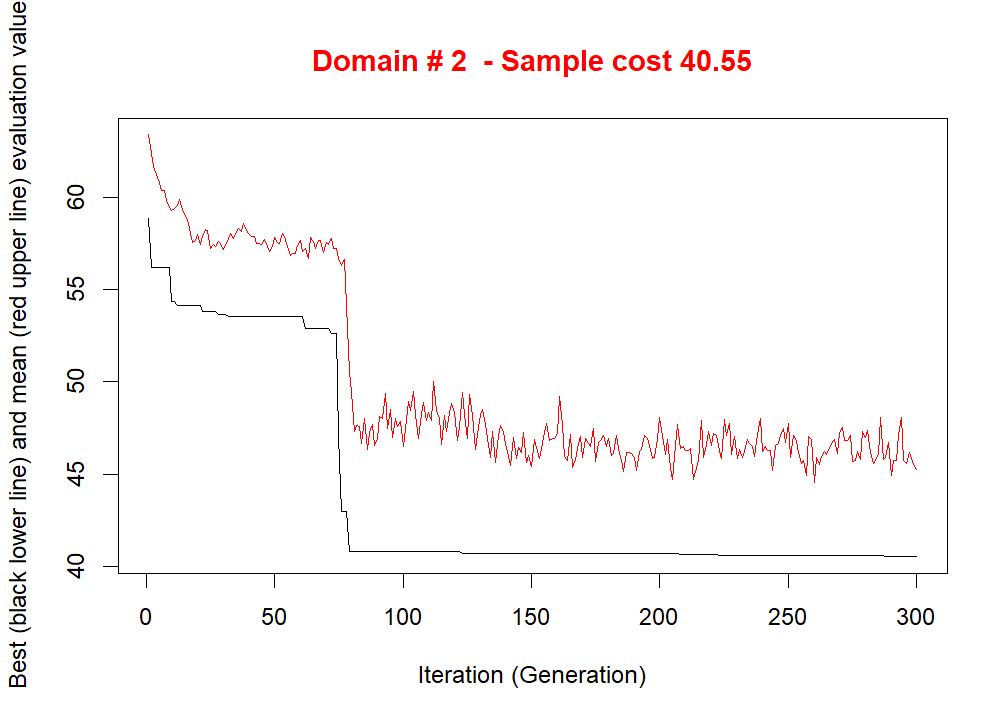 Domain # 2  - Sample cost 40.55
Best (black lower line) and mean (red upper line) evaluation value
60
55
50
45
40
0 50 100 150 200 250 300
Iteration (Generation)